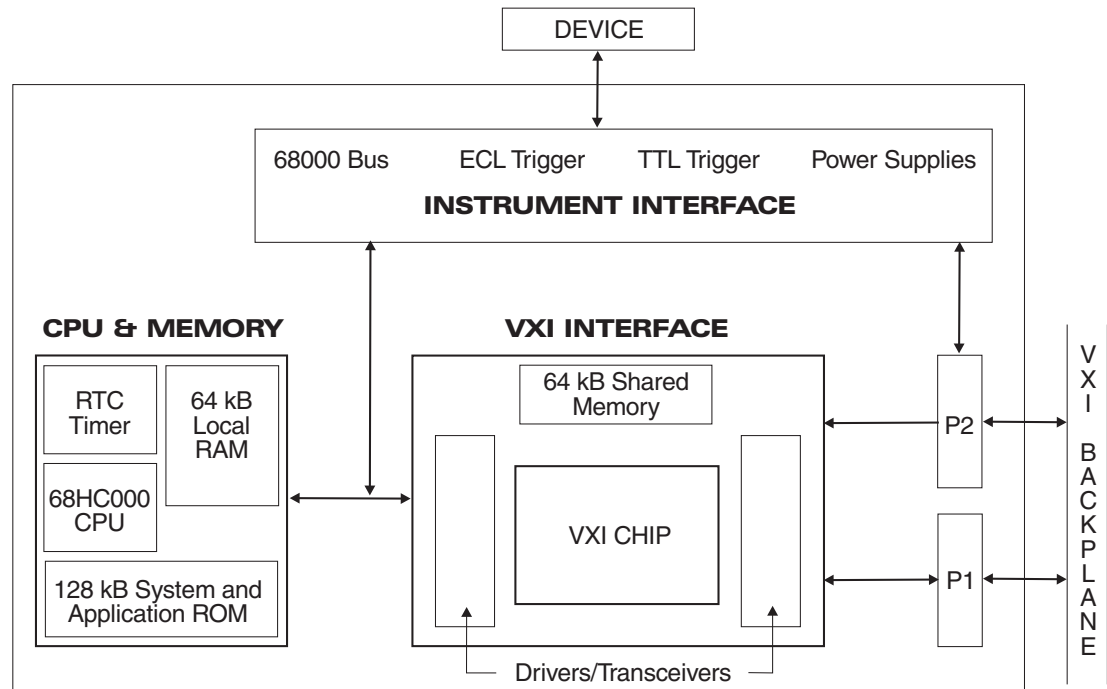 DEVICE
68000 Bus
ECL Trigger
TTL Trigger
Power Supplies
INSTRUMENT INTERFACE
CPU & MEMORY
RTC
Timer
64 kB
Local
RAM
68HC000
CPU
128 kB System and
Application ROM
VXI INTERFACE
64 kB Shared
Memory
VXI CHIP
Drivers/Transceivers
P2
P1
VXI BACKPLANE